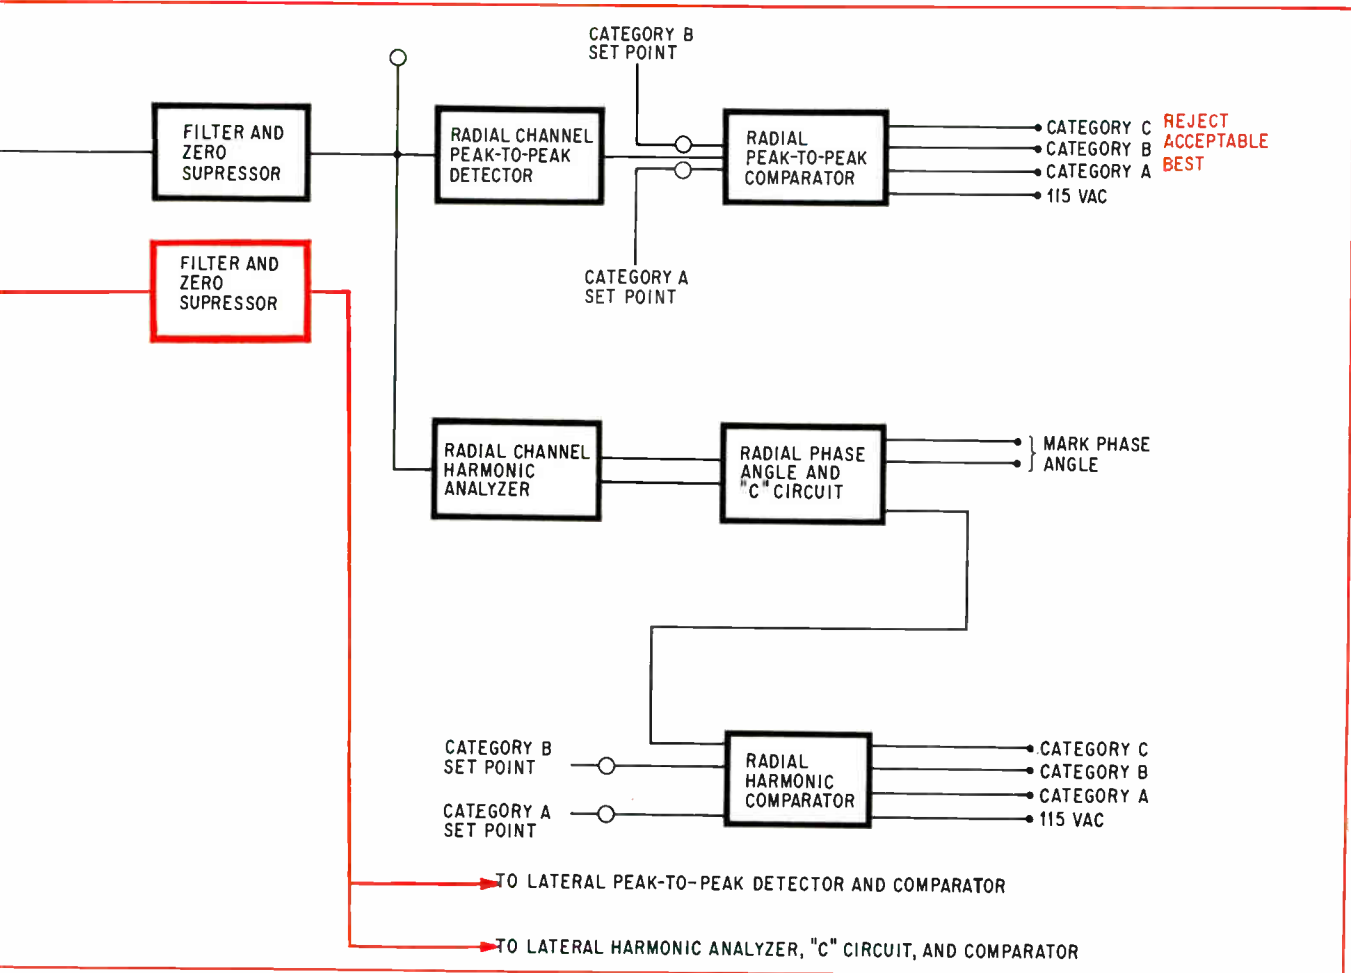 CATEGORY B
SET POINT
FILTER AND
ZERO
SUPRESSOR
RADIAL CHANNEL
PEAK-TO-PEAK
DETECTOR
RADIAL
PEAK-TO-PEAK
COMPARATOR
CATEGORY C REJECT
CATEGORY B ACCEPTABLE
CATEGORY A BEST
115 VAC
CATEGORY A
SET POINT
FILTER AND
ZERO
SUPRESSOR
RADIAL CHANNEL
HARMONIC
ANALYZER
RADIAL PHASE
ANGLE AND
"C" CIRCUIT
MARK PHASE
ANGLE
CATEGORY B
SET POINT
CATEGORY A
SET POINT
RADIAL
HARMONIC
COMPARATOR
CATEGORY C
CATEGORY B
CATEGORY A
115 VAC
TO LATERAL PEAK-TO-PEAK DETECTOR AND COMPARATOR
TO LATERAL HARMONIC ANALYZER, "C" CIRCUIT, AND COMPARATOR